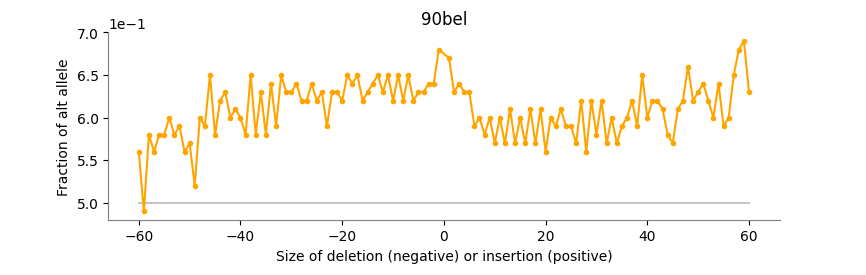 90bel
1e−1
7.0
6.5
6.0
5.5
5.0
Fraction of alt allele
−60 −40 −20 0 20 40 60
Size of deletion (negative) or insertion (positive)